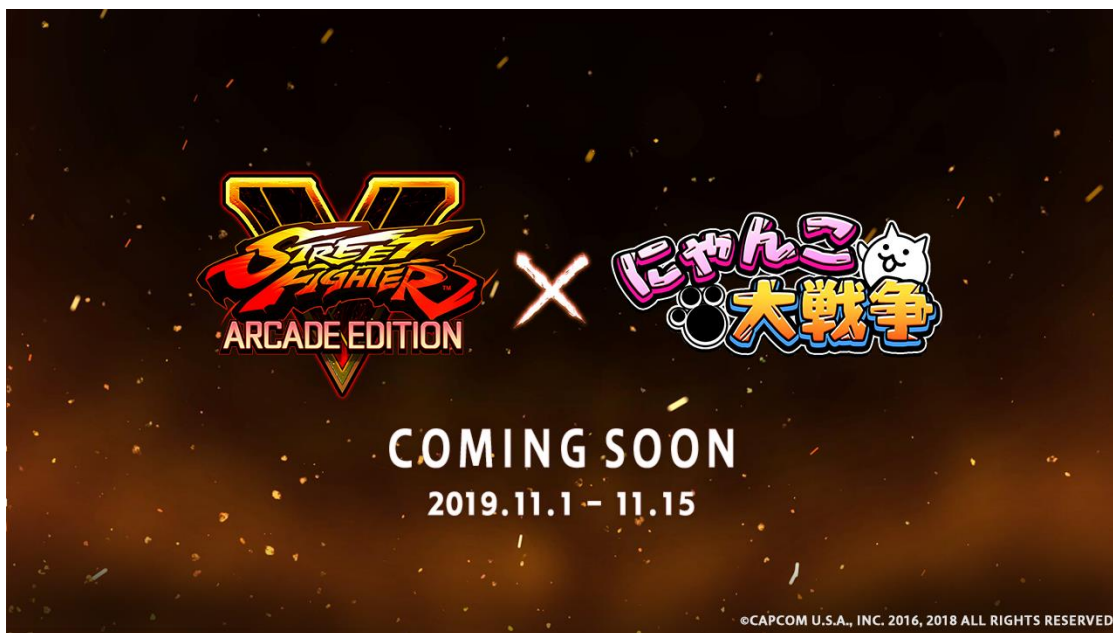 V
STREET
FIGHTER™
ARCADE EDITION
×
にゃんこ
大戦争
COMING SOON
2019.11.1 - 11.15
©CAPCOM U.S.A., INC. 2016, 2018 ALL RIGHTS RESERVED